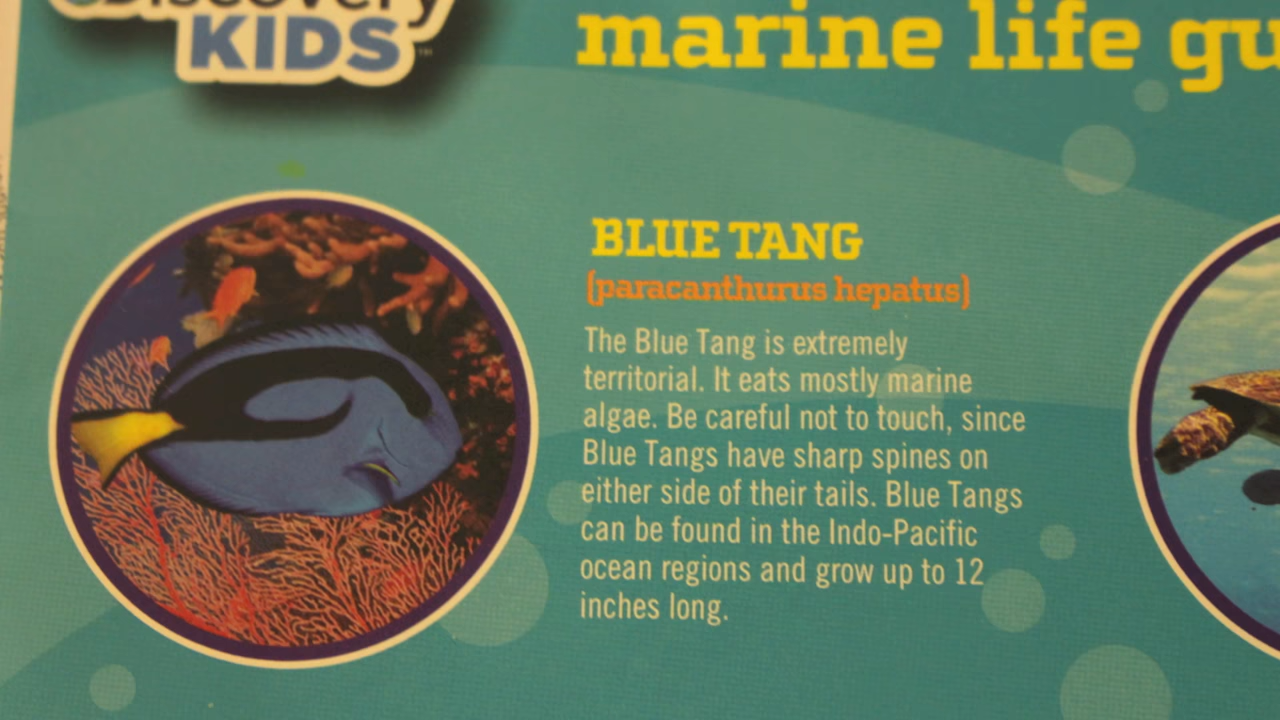 Discovery
KIDS™
marine life gu
BLUE TANG
(paracanthurus hepatus)
The Blue Tang is extremely
territorial. It eats mostly marine
algae. Be careful not to touch, since
Blue Tangs have sharp spines on
either side of their tails. Blue Tangs
can be found in the Indo-Pacific
ocean regions and grow up to 12
inches long.